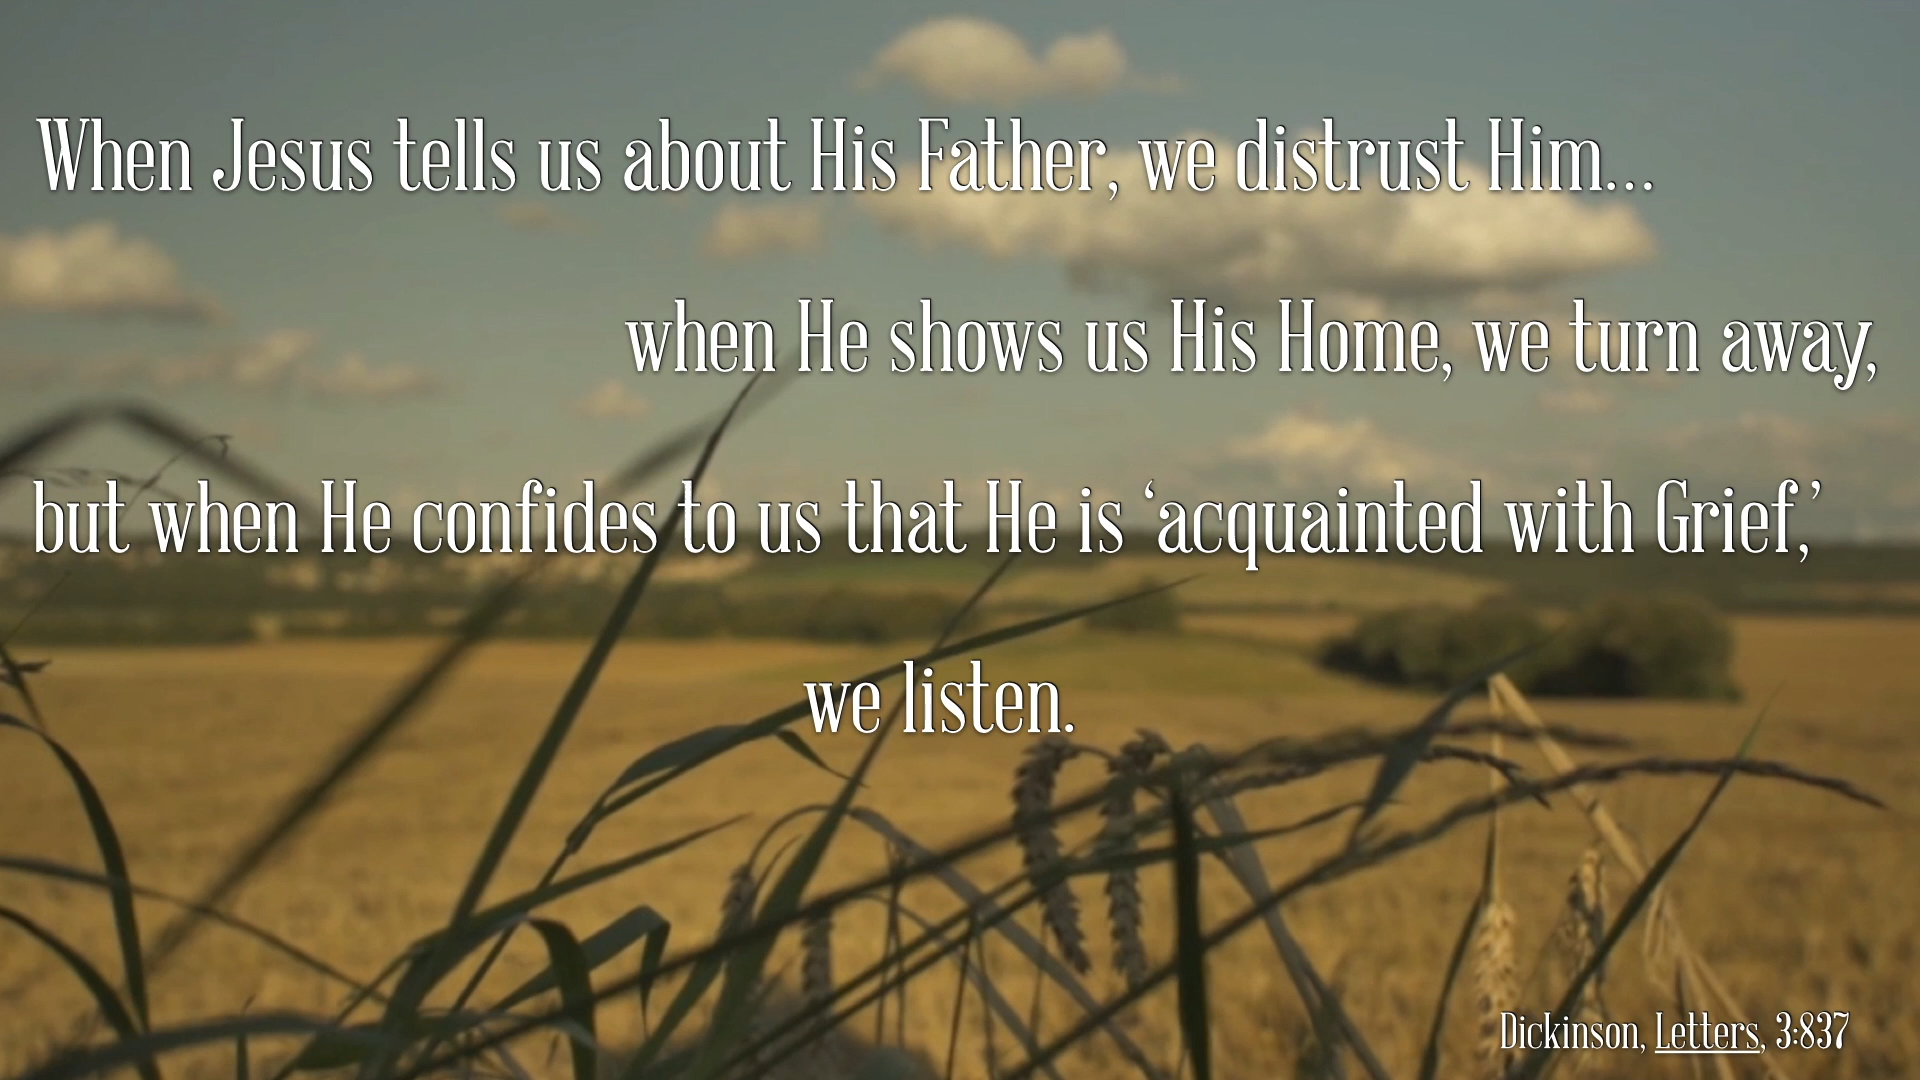 When Jesus tells us about His Father, we distrust Him…
when He shows us His Home, we turn away,
but when He confides to us that He is ‘acquainted with Grief,’
we listen.
Dickinson, Letters, 3:837